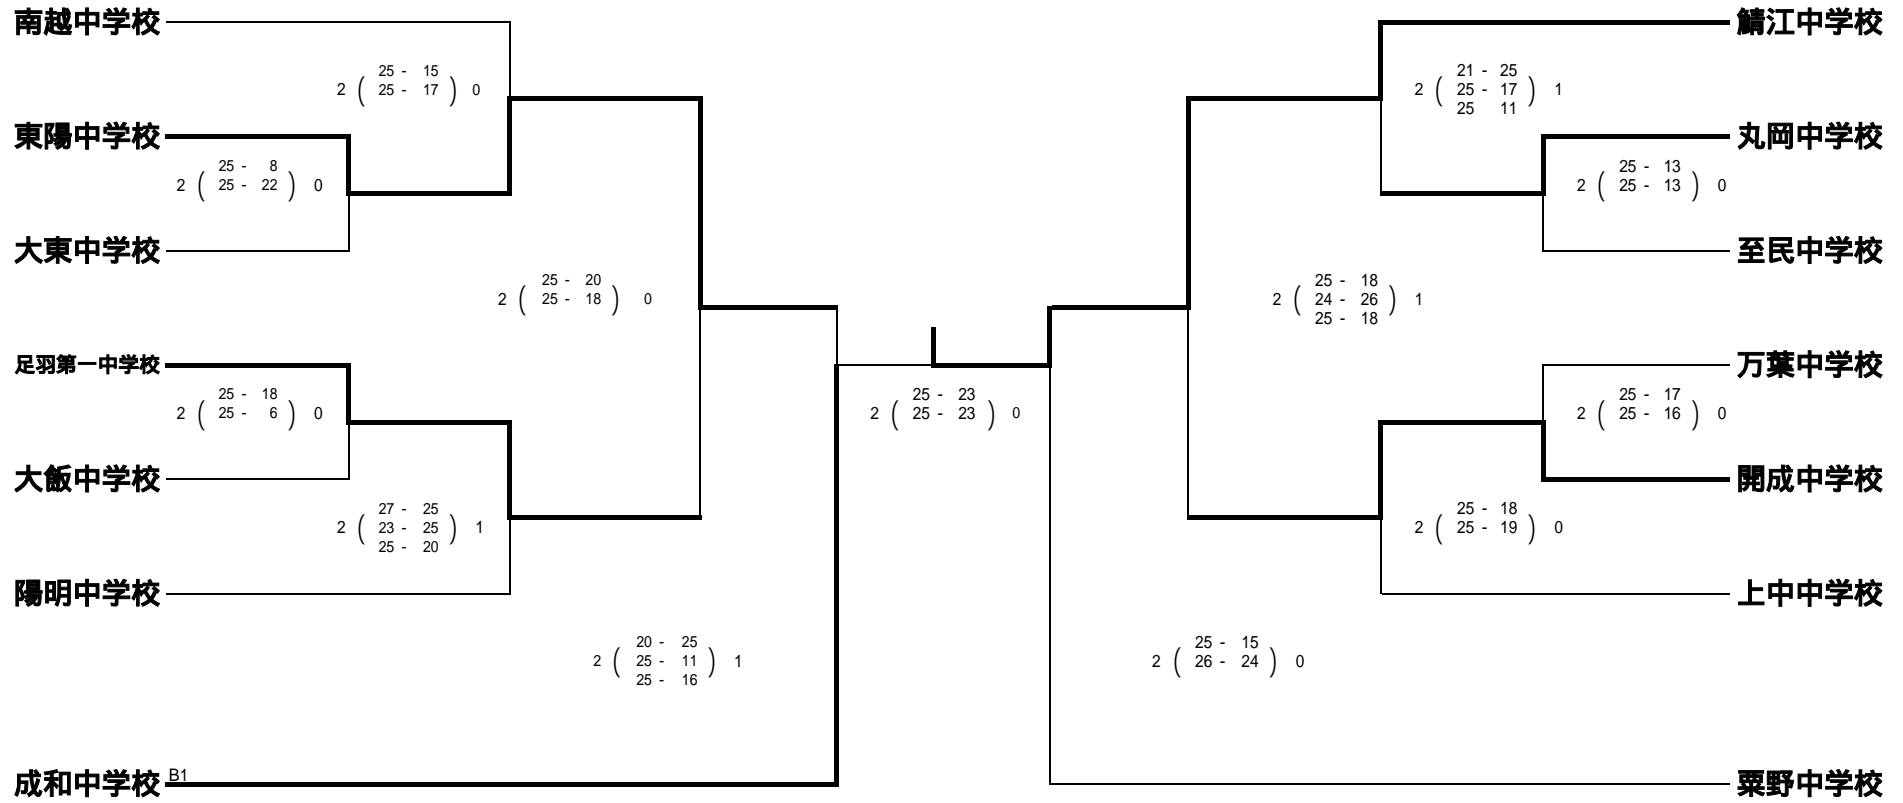 南越中学校
25 - 15
2 ( 25 - 17 ) 0
東陽中学校
25 - 8
2 ( 25 - 22 ) 0
大東中学校
25 - 20
2 ( 25 - 18 ) 0
足羽第一中学校
25 - 18
2 ( 25 - 6 ) 0
大飯中学校
27 - 25
2 ( 23 - 25 ) 1
25 - 20
陽明中学校
20 - 25
2 ( 25 - 11 ) 1
25 - 16
成和中学校 B1
25 - 23
2 ( 25 - 23 ) 0
鯖江中学校
21 - 25
2 ( 25 - 17 ) 1
25 11
丸岡中学校
25 - 13
2 ( 25 - 13 ) 0
至民中学校
25 - 18
2 ( 24 - 26 ) 1
25 - 18
万葉中学校
25 - 17
2 ( 25 - 16 ) 0
開成中学校
25 - 18
2 ( 25 - 19 ) 0
上中中学校
25 - 15
2 ( 26 - 24 ) 0
粟野中学校